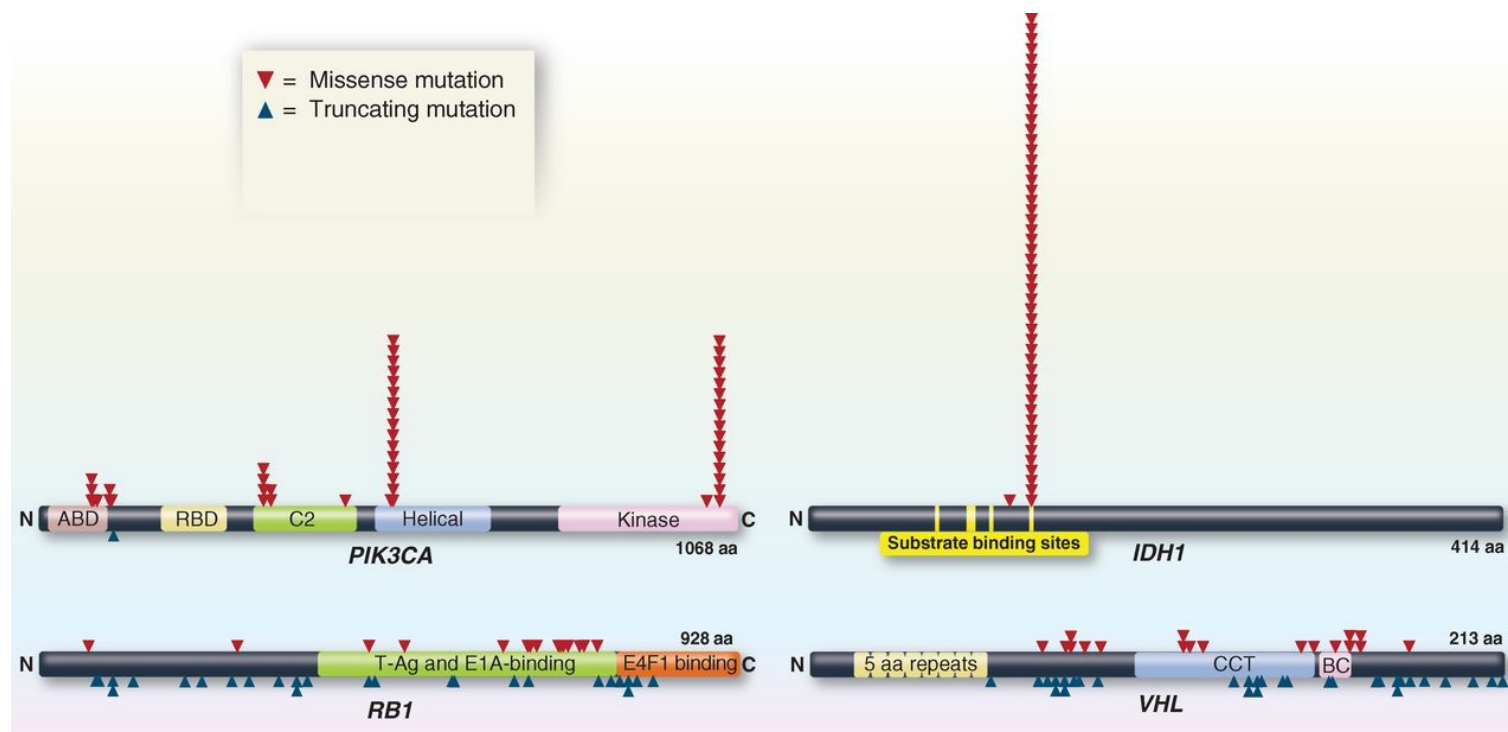 = Missense mutation
= Truncating mutation
N ABD RBD C2 Helical Kinase C
1068 aa
PIK3CA
N
Substrate binding sites
IDH1
414 aa
928 aa
N T-Ag and E1A-binding E4F1 binding C
RB1
213 aa
N 5 aa repeats CCT BC
VHL